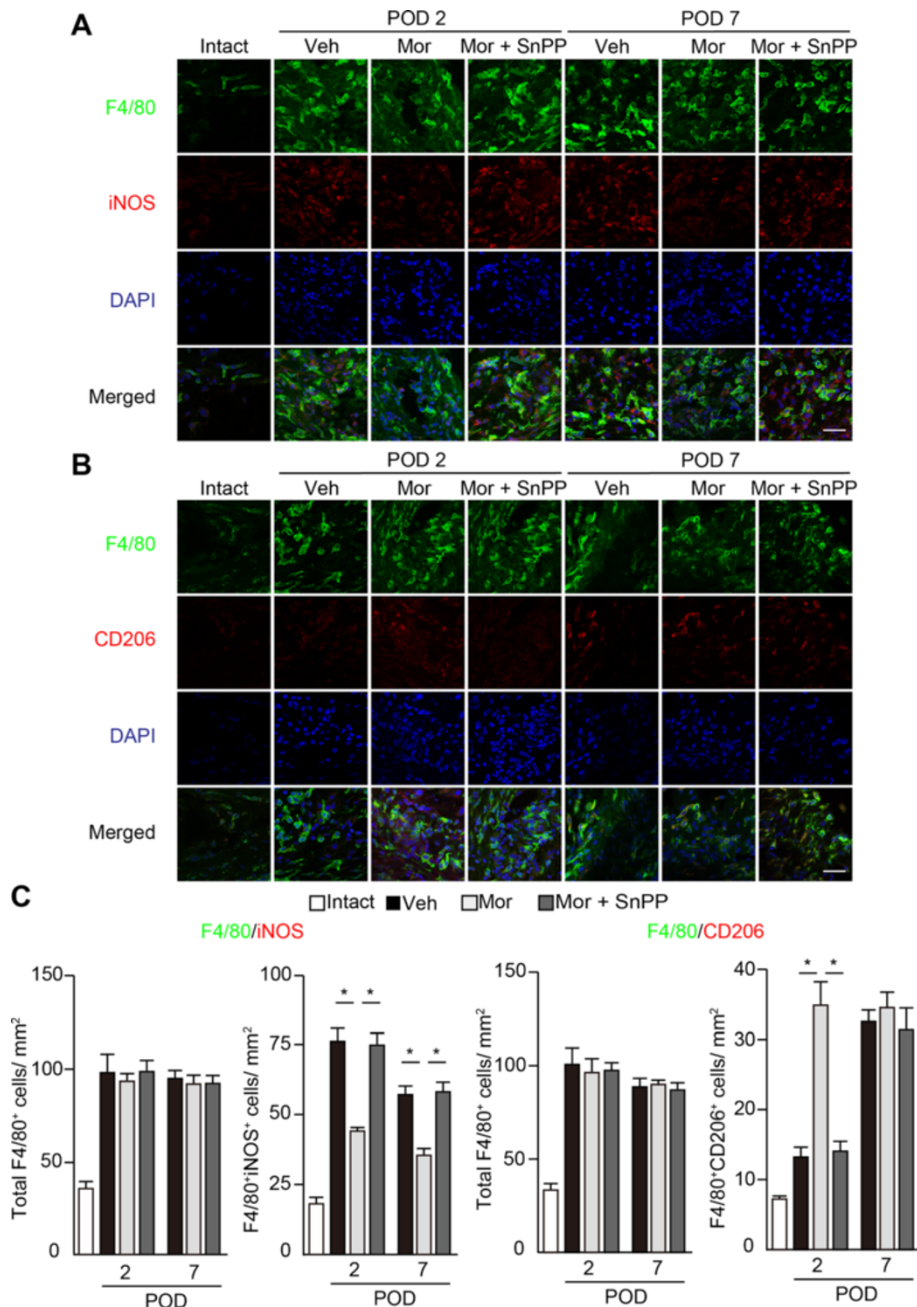 A
POD 2 POD 7
Intact Veh Mor Mor + SnPP Veh Mor Mor + SnPP
F4/80
iNOS
DAPI
Merged
B
POD 2 POD 7
Intact Veh Mor Mor + SnPP Veh Mor Mor + SnPP
F4/80
CD206
DAPI
Merged
C
Intact Veh Mor Mor + SnPP
F4/80/iNOS F4/80/CD206
Total F4/80⁺ cells/ mm²
150
100
50
0
2 7
POD
F4/80⁺iNOS⁺ cells/ mm²
100
75
50
25
0
* * * *
2 7
POD
Total F4/80⁺ cells/ mm²
150
100
50
0
2 7
POD
F4/80⁺CD206⁺ cells/ mm²
40
30
20
10
0
* *
2 7
POD